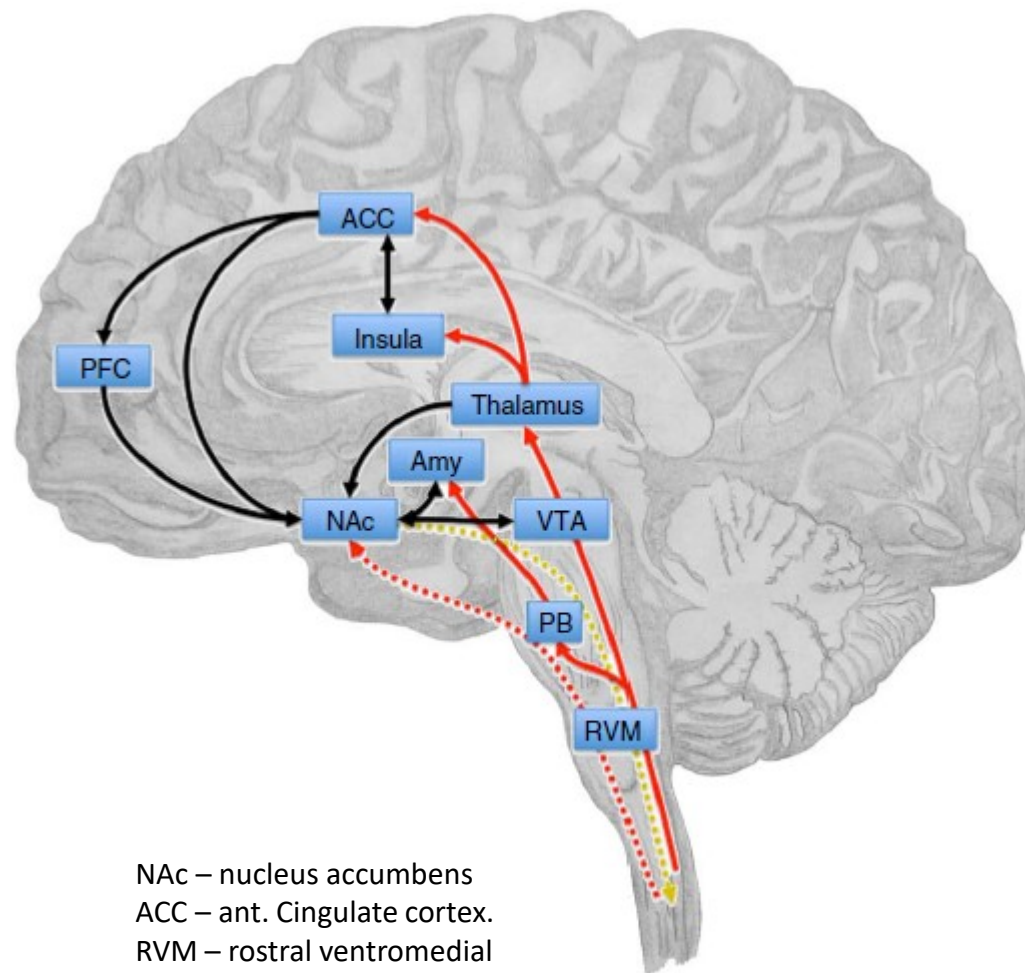 ACC
Insula
PFC
Thalamus
Amy
NAc
VTA
PB
RVM
NAc – nucleus accumbens
ACC – ant. Cingulate cortex.
RVM – rostral ventromedial